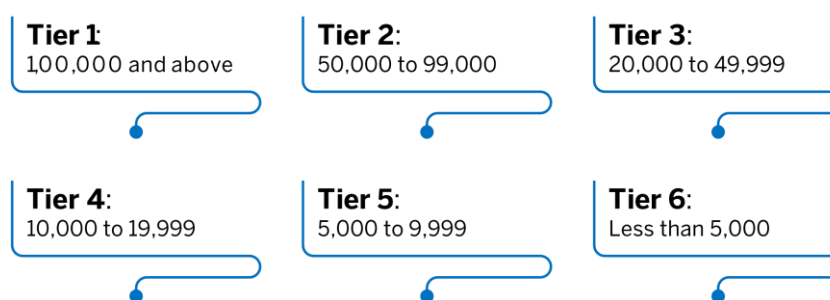 Tier 1:
1,00,000 and above
Tier 2:
50,000 to 99,000
Tier 3:
20,000 to 49,999
Tier 4:
10,000 to 19,999
Tier 5:
5,000 to 9,999
Tier 6:
Less than 5,000